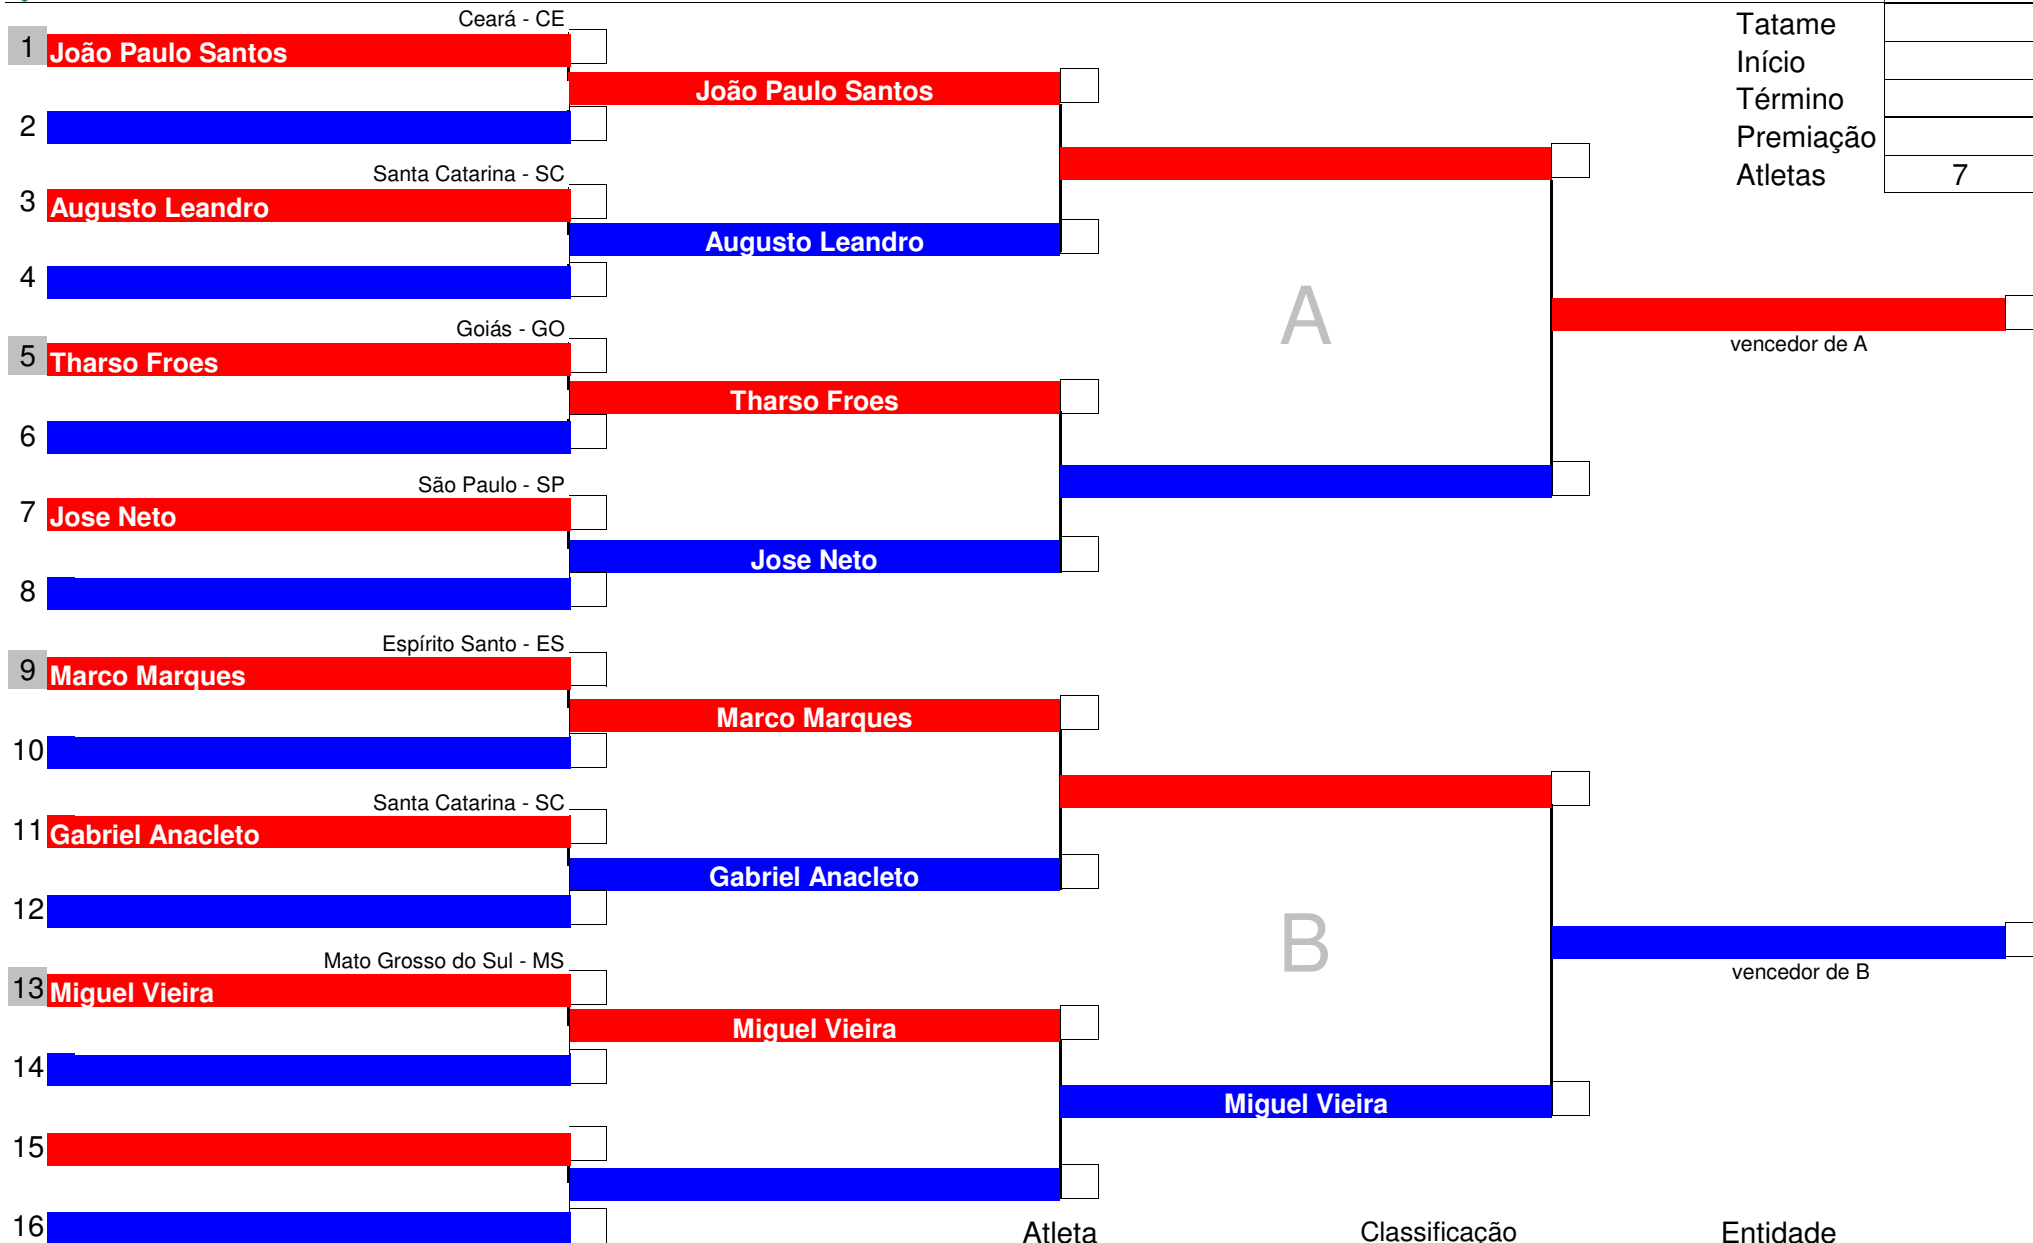 Ceará - CE
Tatame
1 João Paulo Santos
Início
João Paulo Santos
Término
2
Premiação
Santa Catarina - SC
Atletas 7
3 Augusto Leandro
Augusto Leandro
4
A
Goiás - GO
vencedor de A
5 Tharso Froes
Tharso Froes
6
São Paulo - SP
7 Jose Neto
Jose Neto
8
Espírito Santo - ES
9 Marco Marques
Marco Marques
10
Santa Catarina - SC
11 Gabriel Anacleto
Gabriel Anacleto
12
B
Mato Grosso do Sul - MS
vencedor de B
13 Miguel Vieira
Miguel Vieira
14
Miguel Vieira
15
16
Atleta Classificação Entidade